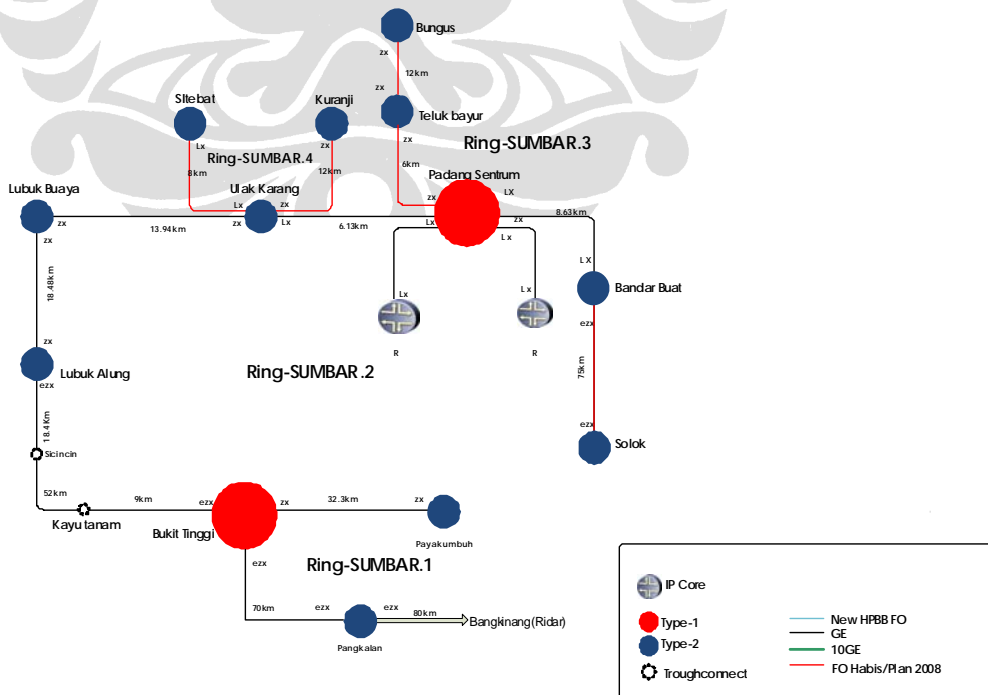 Bungus
zx
12km
zx
Sltebat
Kuranji
Teluk bayur
Lx
zx
zx
Ring-SUMBAR.3
Ring-SUMBAR.4
8km
12km
6km
Padang Sentrum
Lubuk Buaya
Ulak Karang
zx
LX
Lx
zx
8.63km
zx
zx
Lx
Lx
zx
13.94km
6.13km
zx
Lx
LX
18.48km
Lx
Lx
Bandar Buat
ezx
zx
R
R
75km
Lubuk Alung
Ring-SUMBAR.2
ezx
18.4Km
ezx
Solok
Sicincin
52km
9km
ezx
zx
32.3km
zx
Kayu tanam
Bukit Tinggi
Payakumbuh
ezx
Ring-SUMBAR.1
70km
ezx
ezx
80km
Bangkinang(Ridar)
Pangkalan
IP Core
Type-1
Type-2
Troughconnect
New HPBB FO
GE
10GE
FO Habis/Plan 2008